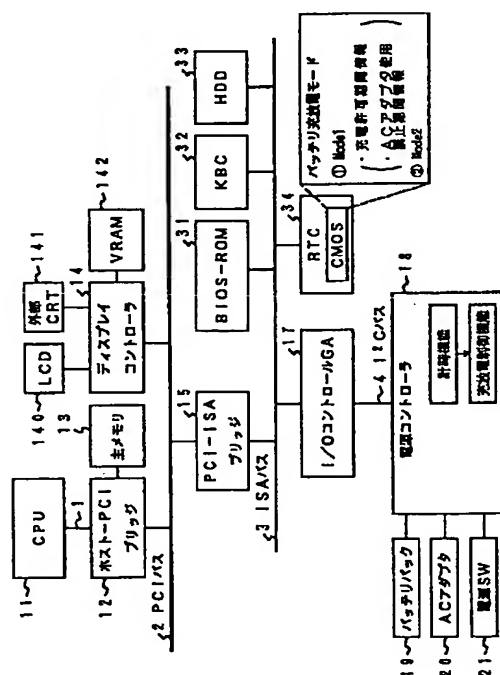 11
CPU
1
12
ホストーPCI
ブリッジ
13
主メモリ
140
LCD
141
外部
CRT
14
ディスプレイ
コントローラ
142
VRAM
2 PCIバス
15
PCI-ISA
ブリッジ
3 ISAバス
31
BIOS-ROM
32
KBC
33
HDD
17
I/OコントロールGA
34
RTC
CMOS
バッテリ充放電モード
① Mode1
・充電許可期間情報
・ACアダプタ使用
禁止期間情報
② Mode2
4 I2Cバス
18
電源コントローラ
計時機能
充放電制御機能
19
バッテリパック
20
ACアダプタ
21
電源SW